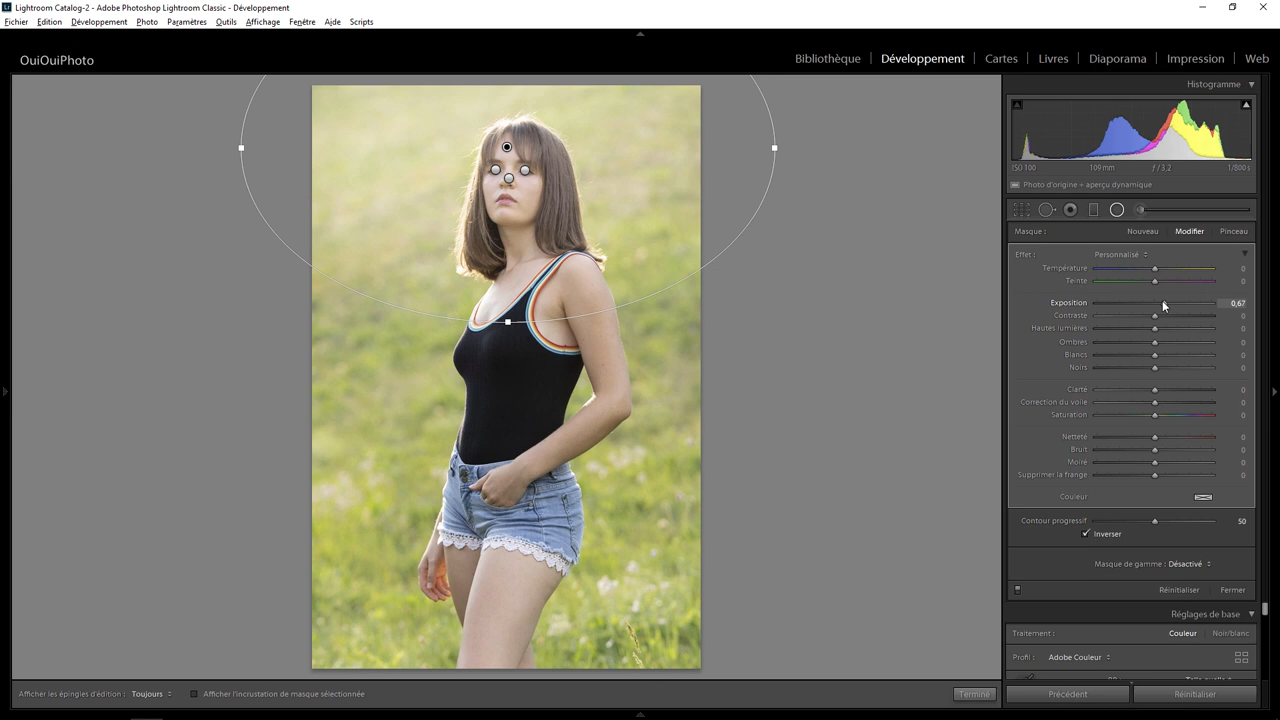 Lightroom Catalog-2 - Adobe Photoshop Lightroom Classic - Développement
Fichier Edition Développement Photo Paramètres Outils Affichage Fenêtre Aide Scripts
OuiOuiPhoto
Bibliothèque Développement Cartes Livres Diaporama Impression Web
Histogramme
ISO 100 109 mm ƒ / 3,2 1/800 s
Photo d'origine + aperçu dynamique
Masque : Nouveau Modifier Pinceau
Effet : Personnalisé
Température 0
Teinte 0
Exposition 0,67
Contraste 0
Hautes lumières 0
Ombres 0
Blancs 0
Noirs 0
Clarté 0
Correction du voile 0
Saturation 0
Netteté 0
Bruit 0
Moiré 0
Supprimer la frange 0
Couleur
Contour progressif 50
Inverser
Masque de gamme : Désactivé
Réinitialiser Fermer
Réglages de base
Traitement : Couleur Noir/blanc
Profil : Adobe Couleur
Afficher les épingles d'édition : Toujours Afficher l'incrustation de masque sélectionnée Terminé
Précédent Réinitialiser